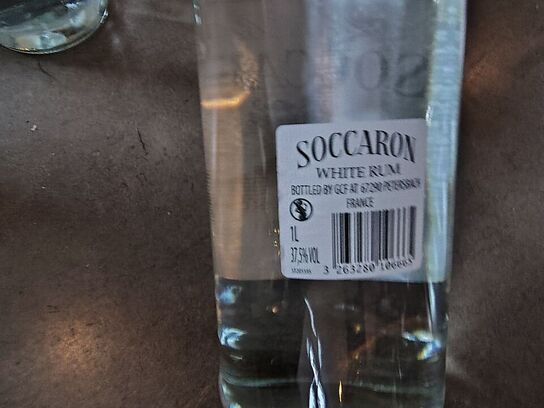 SOCCARON
WHITE RUM
BOTTLED BY GCF AT 67290 PETERSBACH
FRANCE
1L
37,5% VOL
3 263280 106665